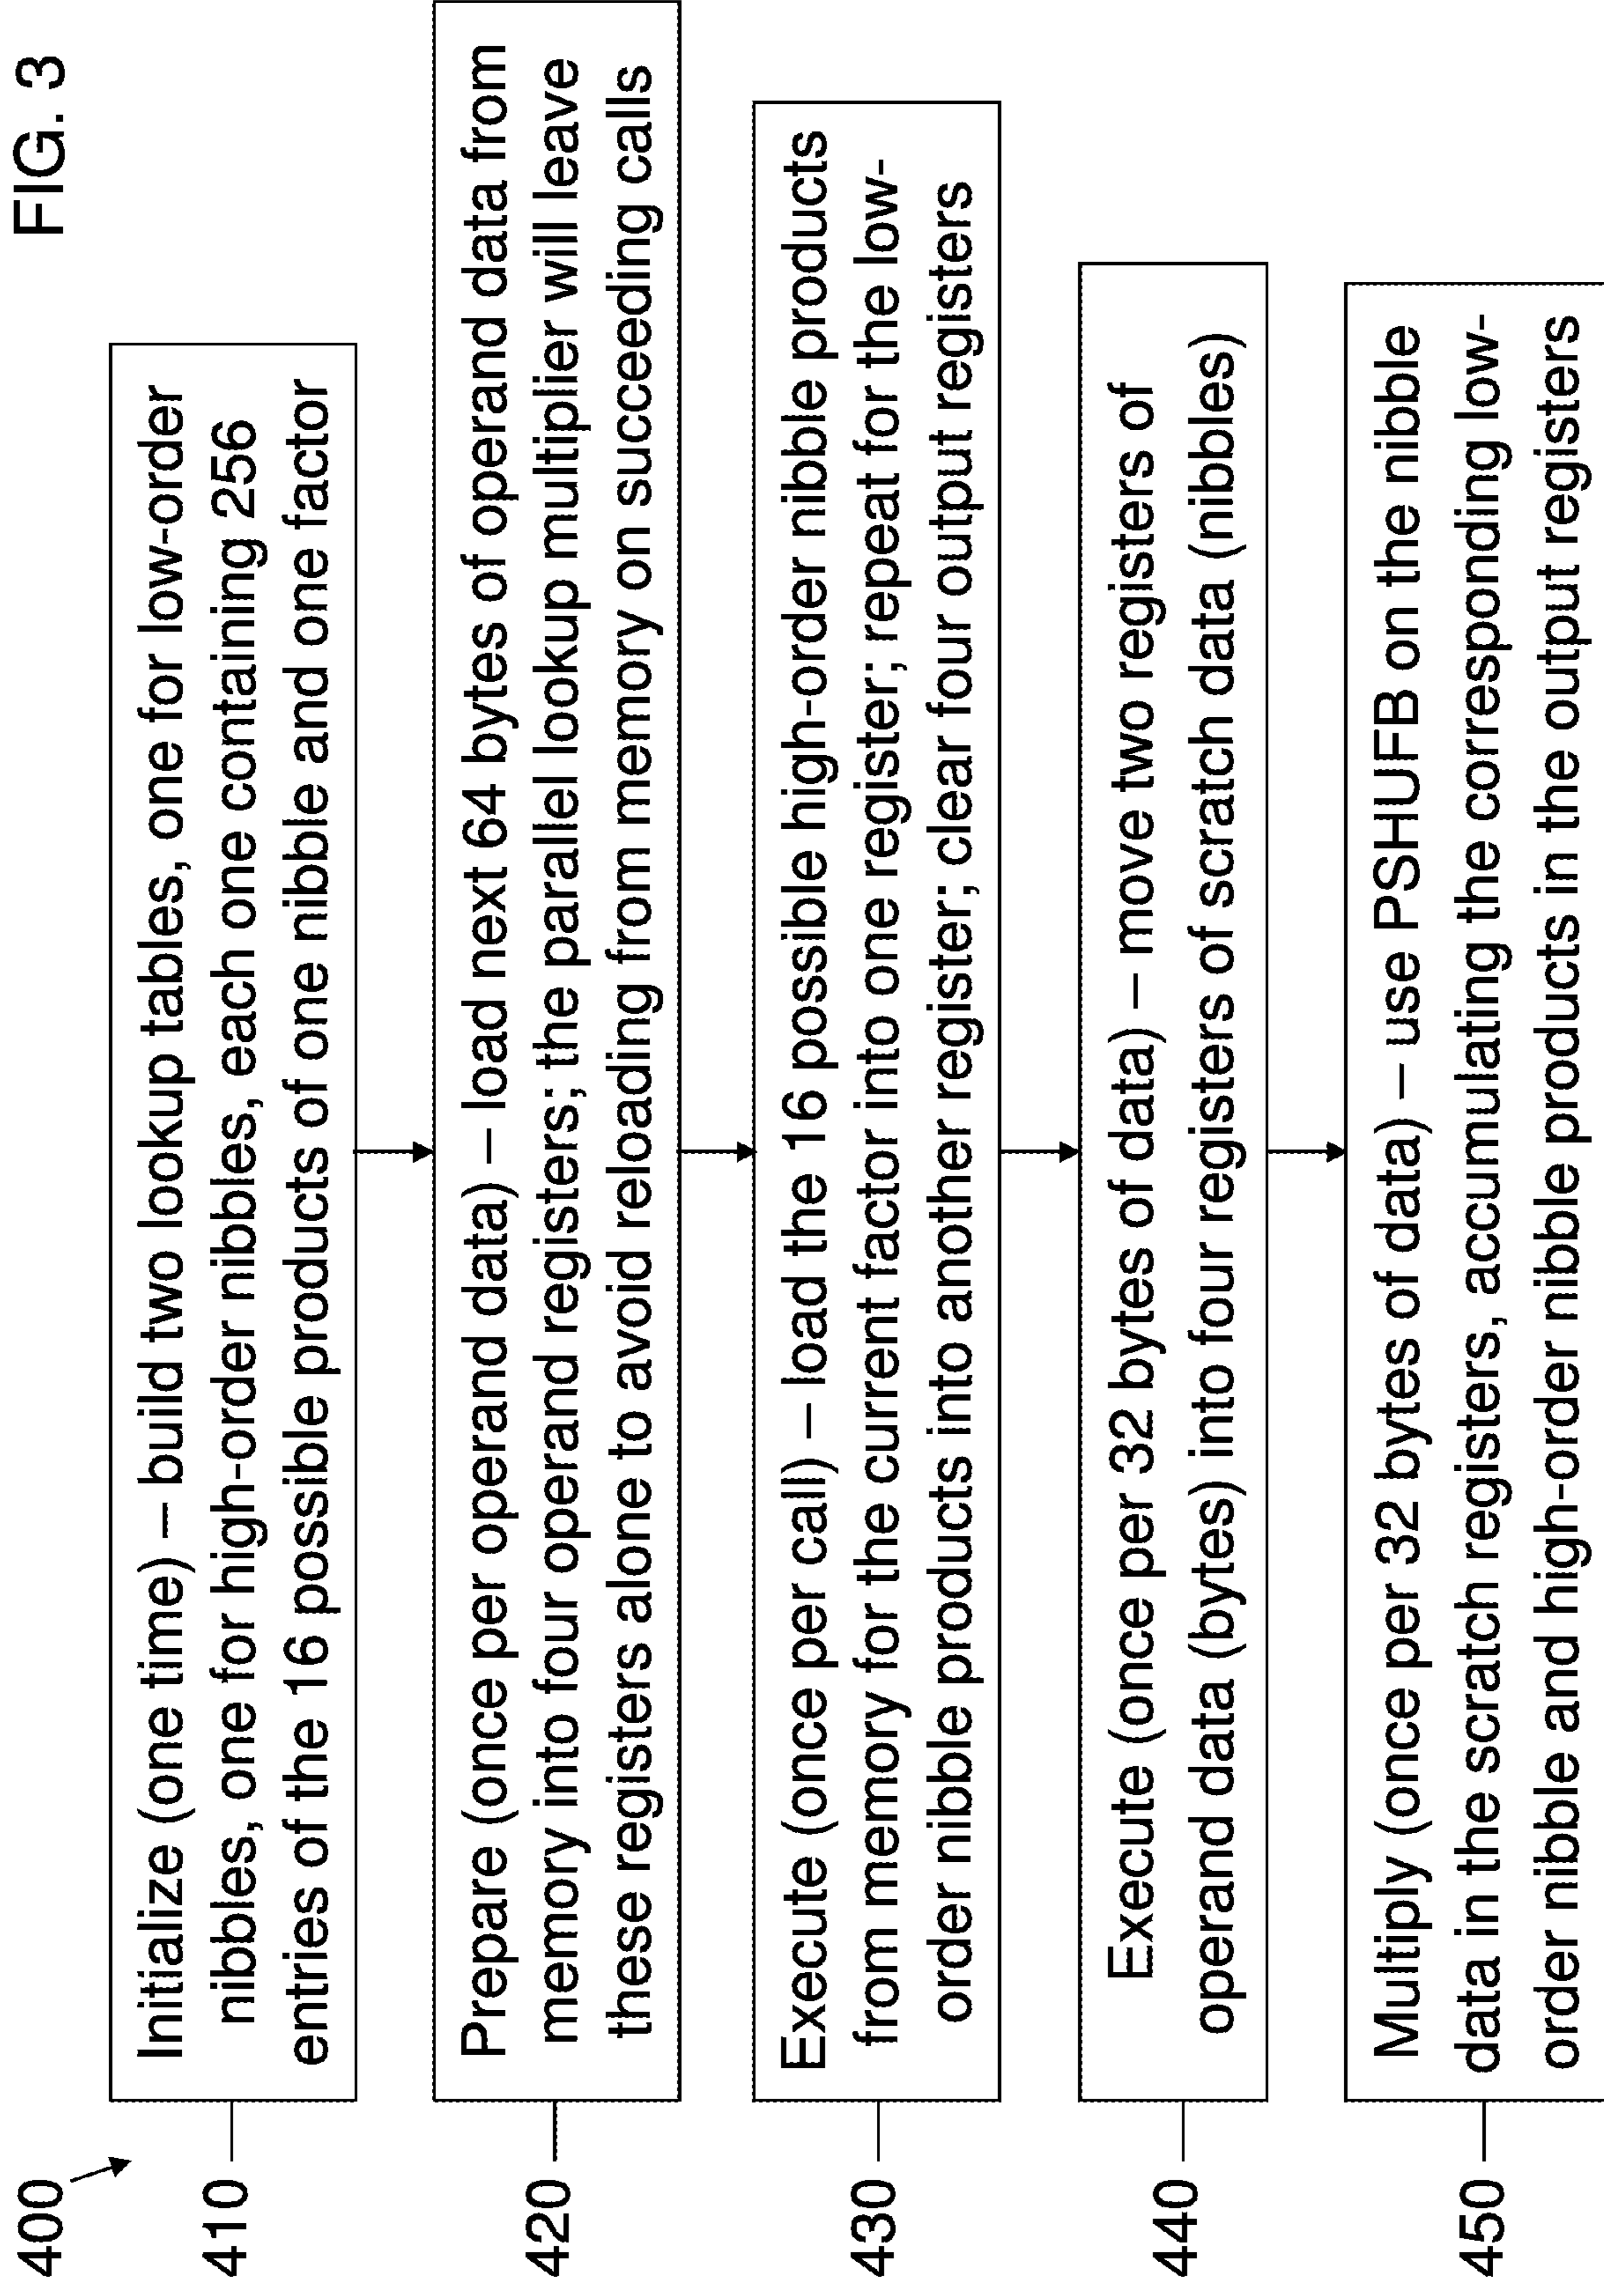 FIG. 3
400
410
Initialize (one time) – build two lookup tables, one for low-order
nibbles, one for high-order nibbles, each one containing 256
entries of the 16 possible products of one nibble and one factor
420
Prepare (once per operand data) – load next 64 bytes of operand data from
memory into four operand registers; the parallel lookup multiplier will leave
these registers alone to avoid reloading from memory on succeeding calls
430
Execute (once per call) – load the 16 possible high-order nibble products
from memory for the current factor into one register; repeat for the low-
order nibble products into another register; clear four output registers
440
Execute (once per 32 bytes of data) – move two registers of
operand data (bytes) into four registers of scratch data (nibbles)
450
Multiply (once per 32 bytes of data) – use PSHUFB on the nibble
data in the scratch registers, accumulating the corresponding low-
order nibble and high-order nibble products in the output registers